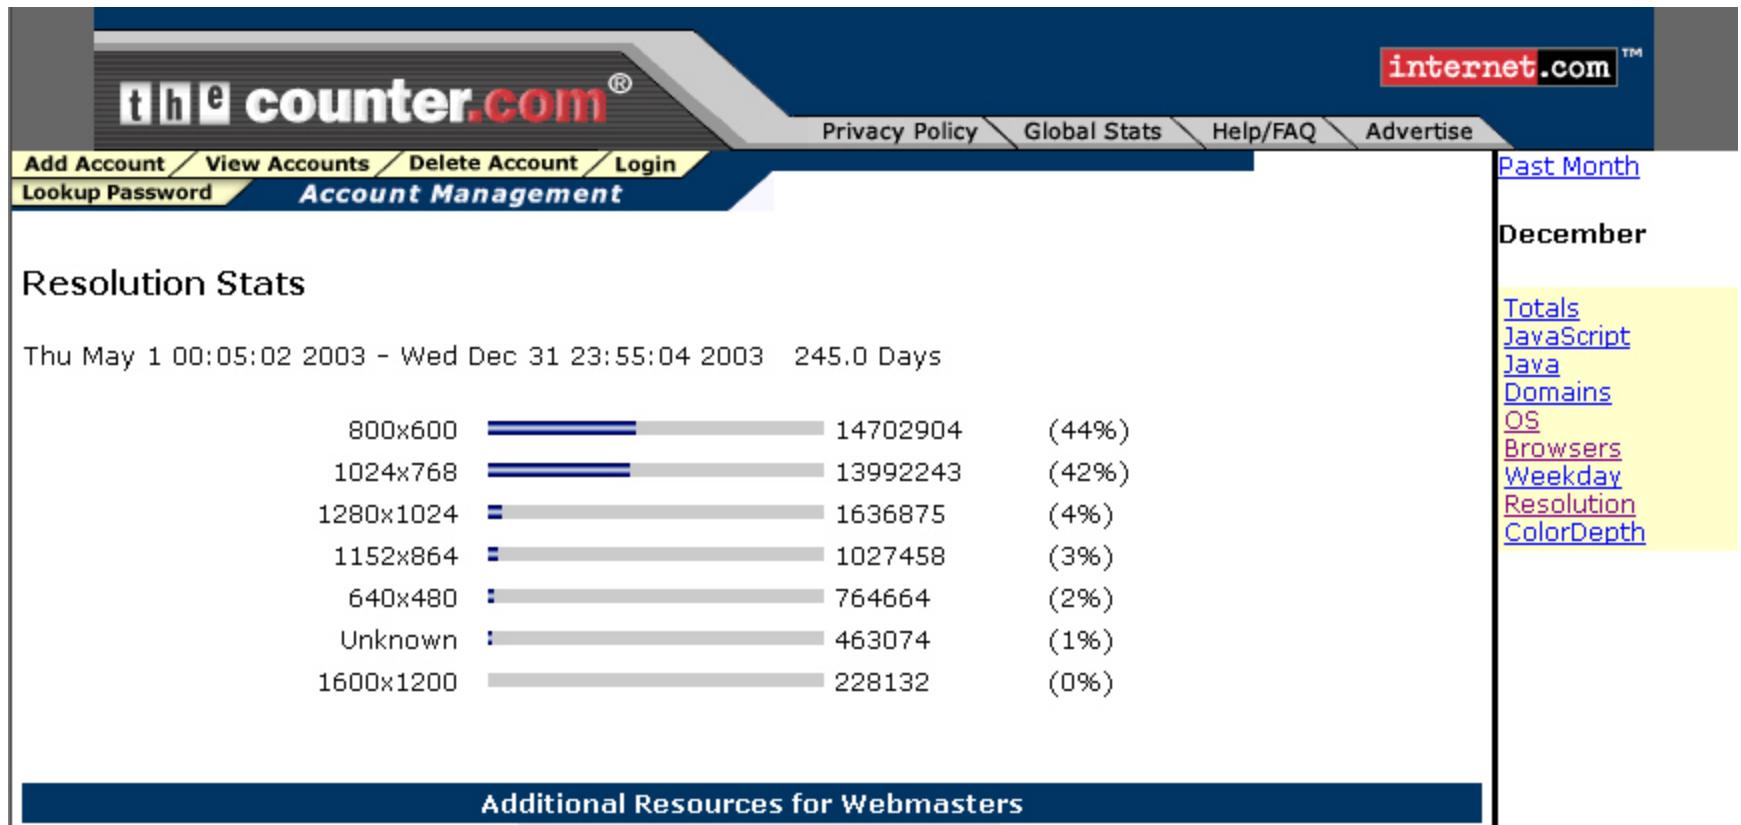 the counter.com®
internet.com™
Privacy Policy Global Stats Help/FAQ Advertise
Add Account View Accounts Delete Account Login
Lookup Password Account Management
Resolution Stats
Thu May 1 00:05:02 2003 - Wed Dec 31 23:55:04 2003 245.0 Days
800x600 14702904 (44%)
1024x768 13992243 (42%)
1280x1024 1636875 (4%)
1152x864 1027458 (3%)
640x480 764664 (2%)
Unknown 463074 (1%)
1600x1200 228132 (0%)
Additional Resources for Webmasters
Past Month
December
Totals
JavaScript
Java
Domains
OS
Browsers
Weekday
Resolution
ColorDepth